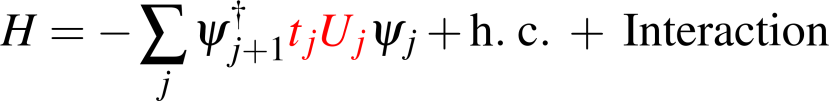 H = −∑_j ψ†_{j+1} t_j U_j ψ_j + h. c. + Interaction